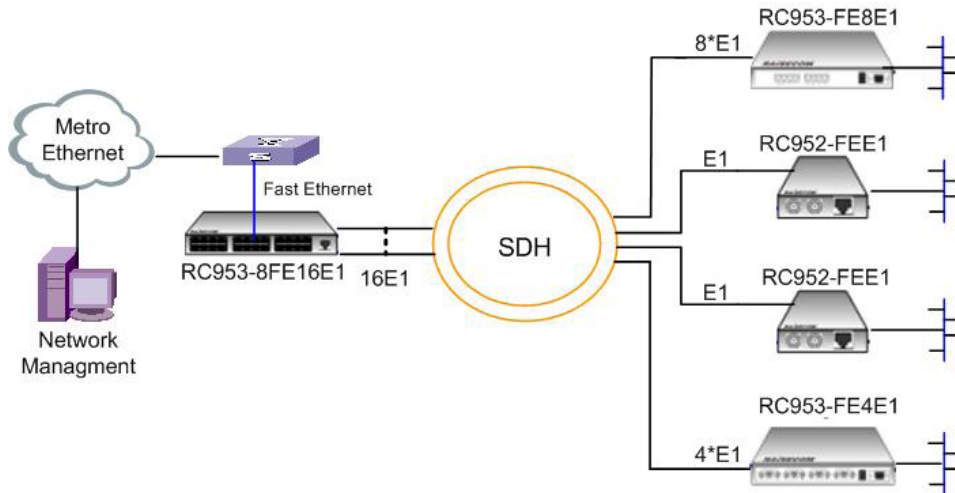 RC953-FE8E1
8*E1
RAISECOM
Metro
Ethernet
RC952-FEE1
E1
Fast Ethernet
RC953-8FE16E1
16E1
SDH
RC952-FEE1
E1
Network
Managment
RC953-FE4E1
4*E1